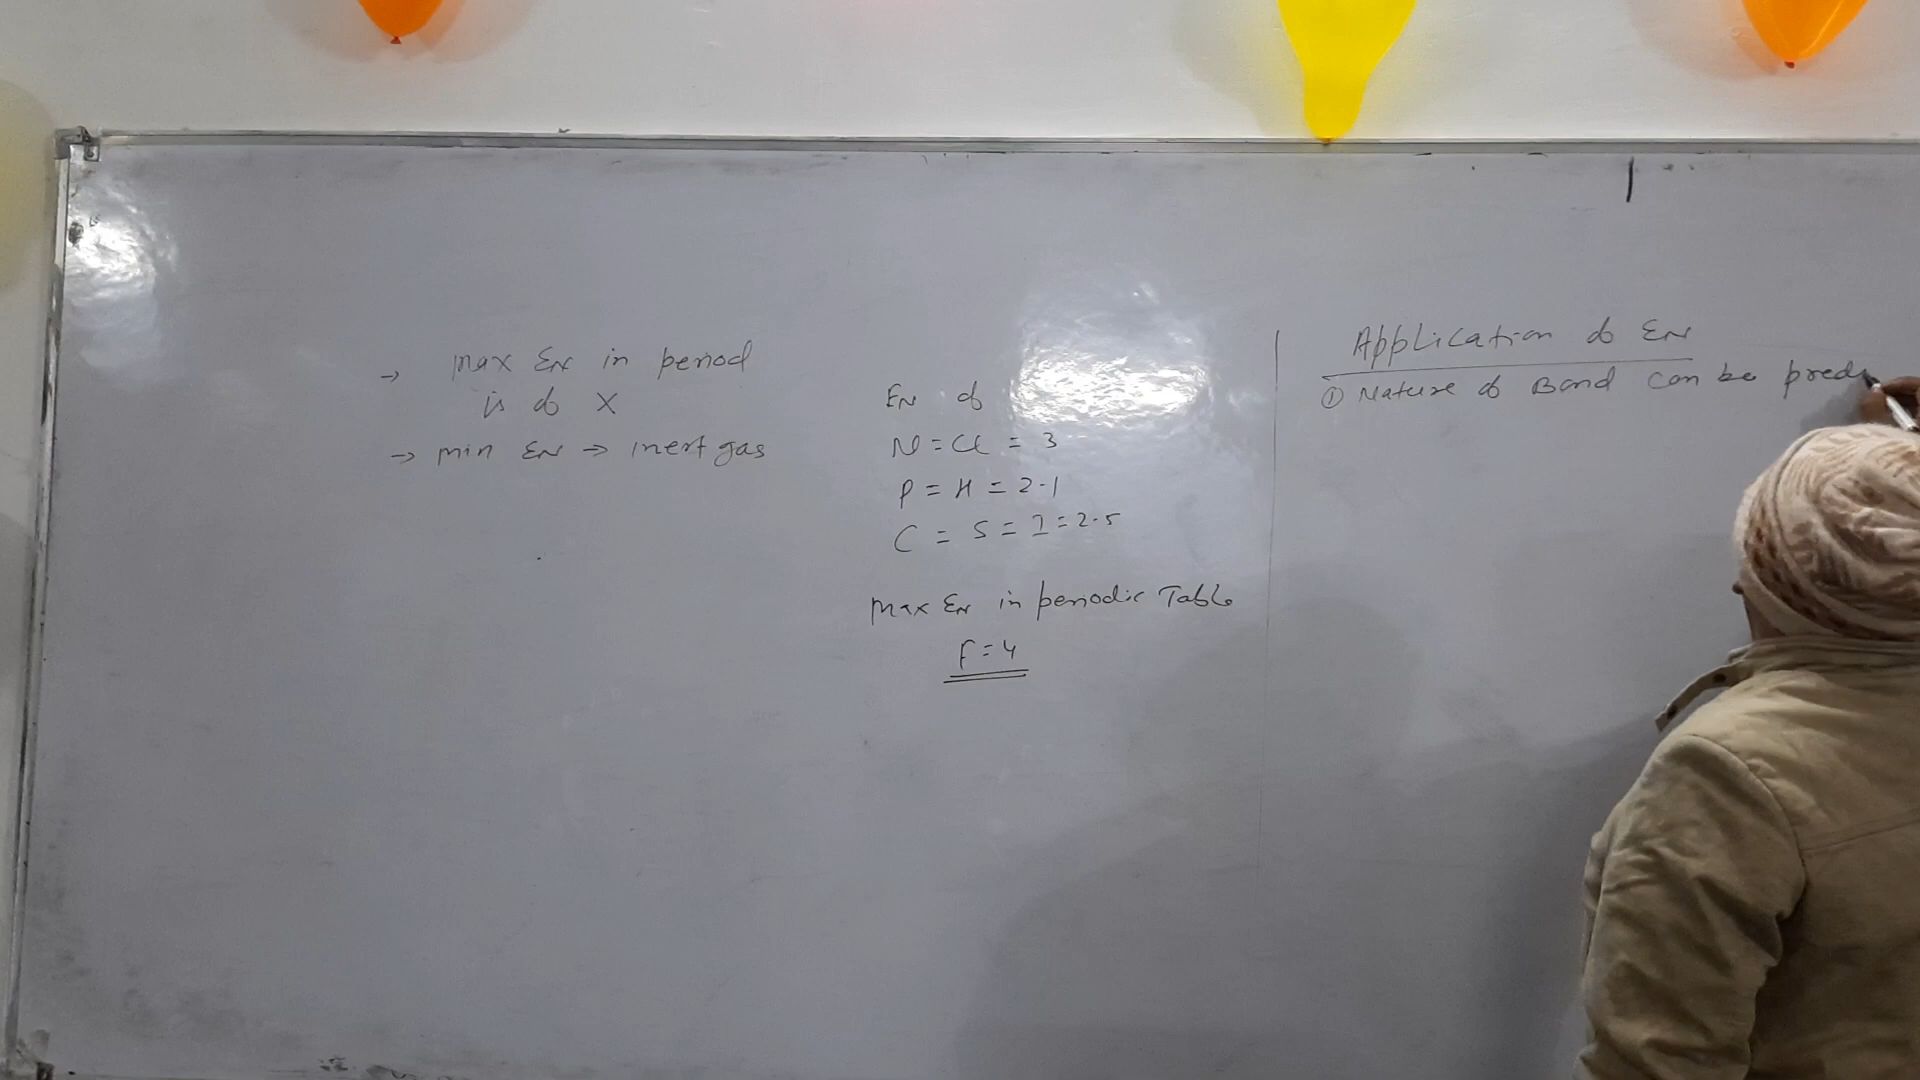 → max EN in period
is of X
→ min EN → inert gas
EN of
N = Cl = 3
P = H = 2.1
C = S = I = 2.5
max EN in periodic Table
F = 4
Application of EN
① Nature of Bond can be pred